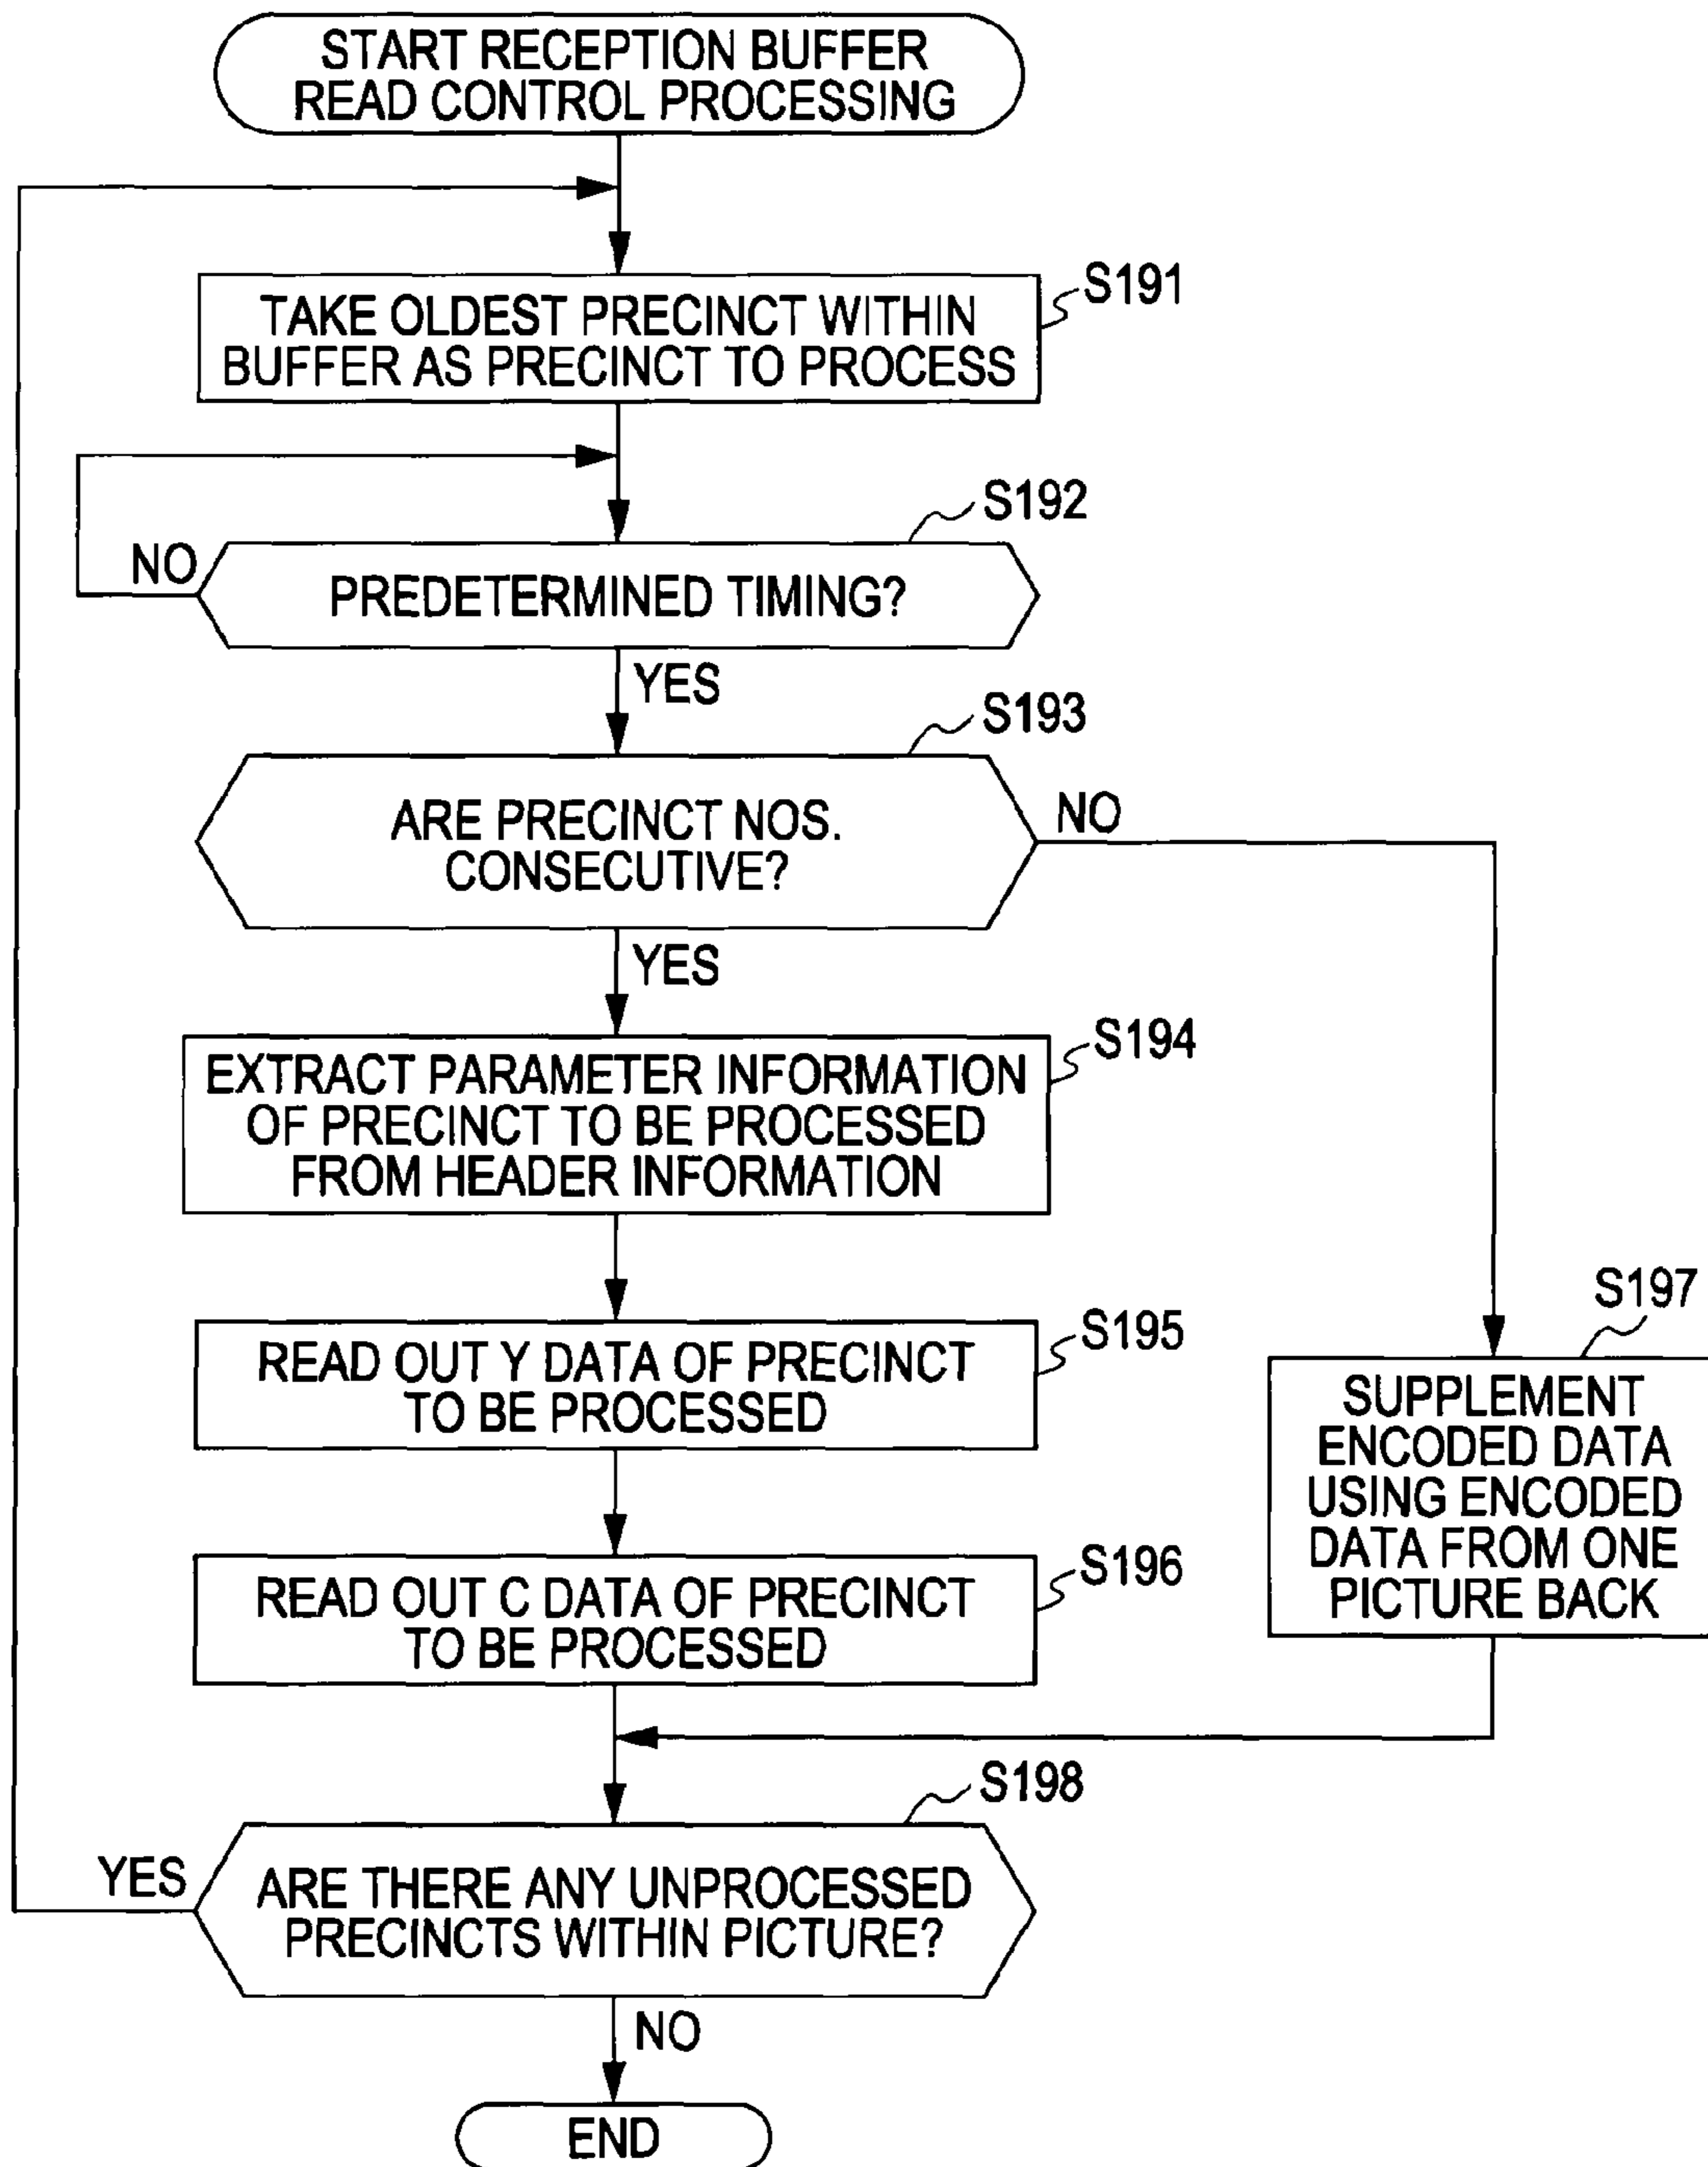 START RECEPTION BUFFER
READ CONTROL PROCESSING
S191
TAKE OLDEST PRECINCT WITHIN
BUFFER AS PRECINCT TO PROCESS
S192
NO
PREDETERMINED TIMING?
YES
S193
ARE PRECINCT NOS.
CONSECUTIVE?
NO
YES
S194
EXTRACT PARAMETER INFORMATION
OF PRECINCT TO BE PROCESSED
FROM HEADER INFORMATION
S195
READ OUT Y DATA OF PRECINCT
TO BE PROCESSED
S197
SUPPLEMENT
ENCODED DATA
USING ENCODED
DATA FROM ONE
PICTURE BACK
S196
READ OUT C DATA OF PRECINCT
TO BE PROCESSED
S198
YES
ARE THERE ANY UNPROCESSED
PRECINCTS WITHIN PICTURE?
NO
END